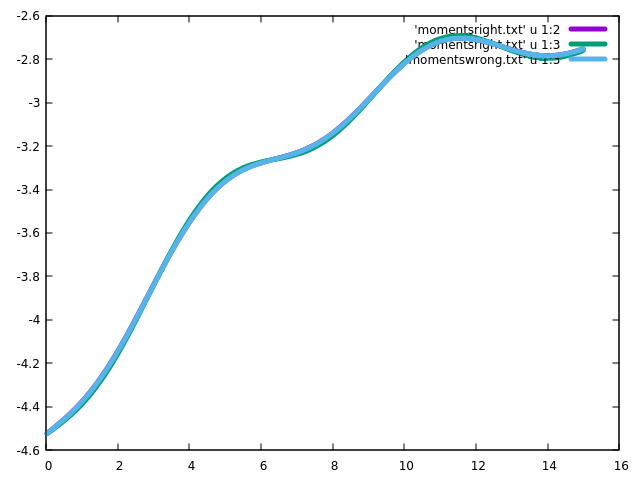 -2.6
-2.8
-3
-3.2
-3.4
-3.6
-3.8
-4
-4.2
-4.4
-4.6
0 2 4 6 8 10 12 14 16
'momentsright.txt' u 1:2
'momentsright.txt' u 1:3
'momentswrong.txt' u 1:3